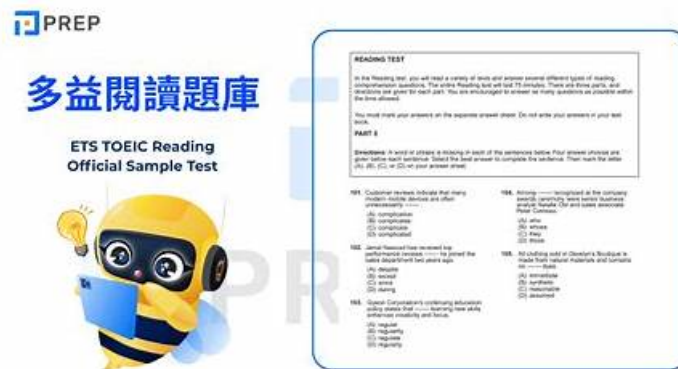 PREP
多益閱讀題庫
ETS TOEIC Reading
Official Sample Test
READING TEST
In the Reading test, you will read a variety of texts and answer several different types of reading
comprehension questions. The entire Reading test will last 75 minutes. There are three parts, and
directions are given for each part. You are encouraged to answer as many questions as possible within
the time allowed.
You must mark your answers on the separate answer sheet. Do not write your answers in your test
book.
PART 5
Directions: A word or phrase is missing in each of the sentences below. Four answer choices are
given below each sentence. Select the best answer to complete the sentence. Then mark the letter
(A), (B), (C), or (D) on your answer sheet.
101. Customer reviews indicate that many
modern mobile devices are often
unnecessarily -------.
(A) complication
(B) complicates
(C) complicate
(D) complicated
102. Jamal Nawzad has received top
performance reviews ------- he joined the
sales department two years ago.
(A) despite
(B) except
(C) since
(D) during
103. Gyeon Corporation's continuing education
policy states that ------- learning new skills
enhances creativity and focus.
(A) regular
(B) regularity
(C) regulate
(D) regularly
104. Among ------- recognized at the company
awards ceremony were senior business
analyst Natalie Obi and sales associate
Peter Comeau.
(A) who
(B) whose
(C) they
(D) those
105. All clothing sold in Develyn's Boutique is
made from natural materials and contains
no ------- dyes.
(A) immediate
(B) synthetic
(C) reasonable
(D) assumed
PR